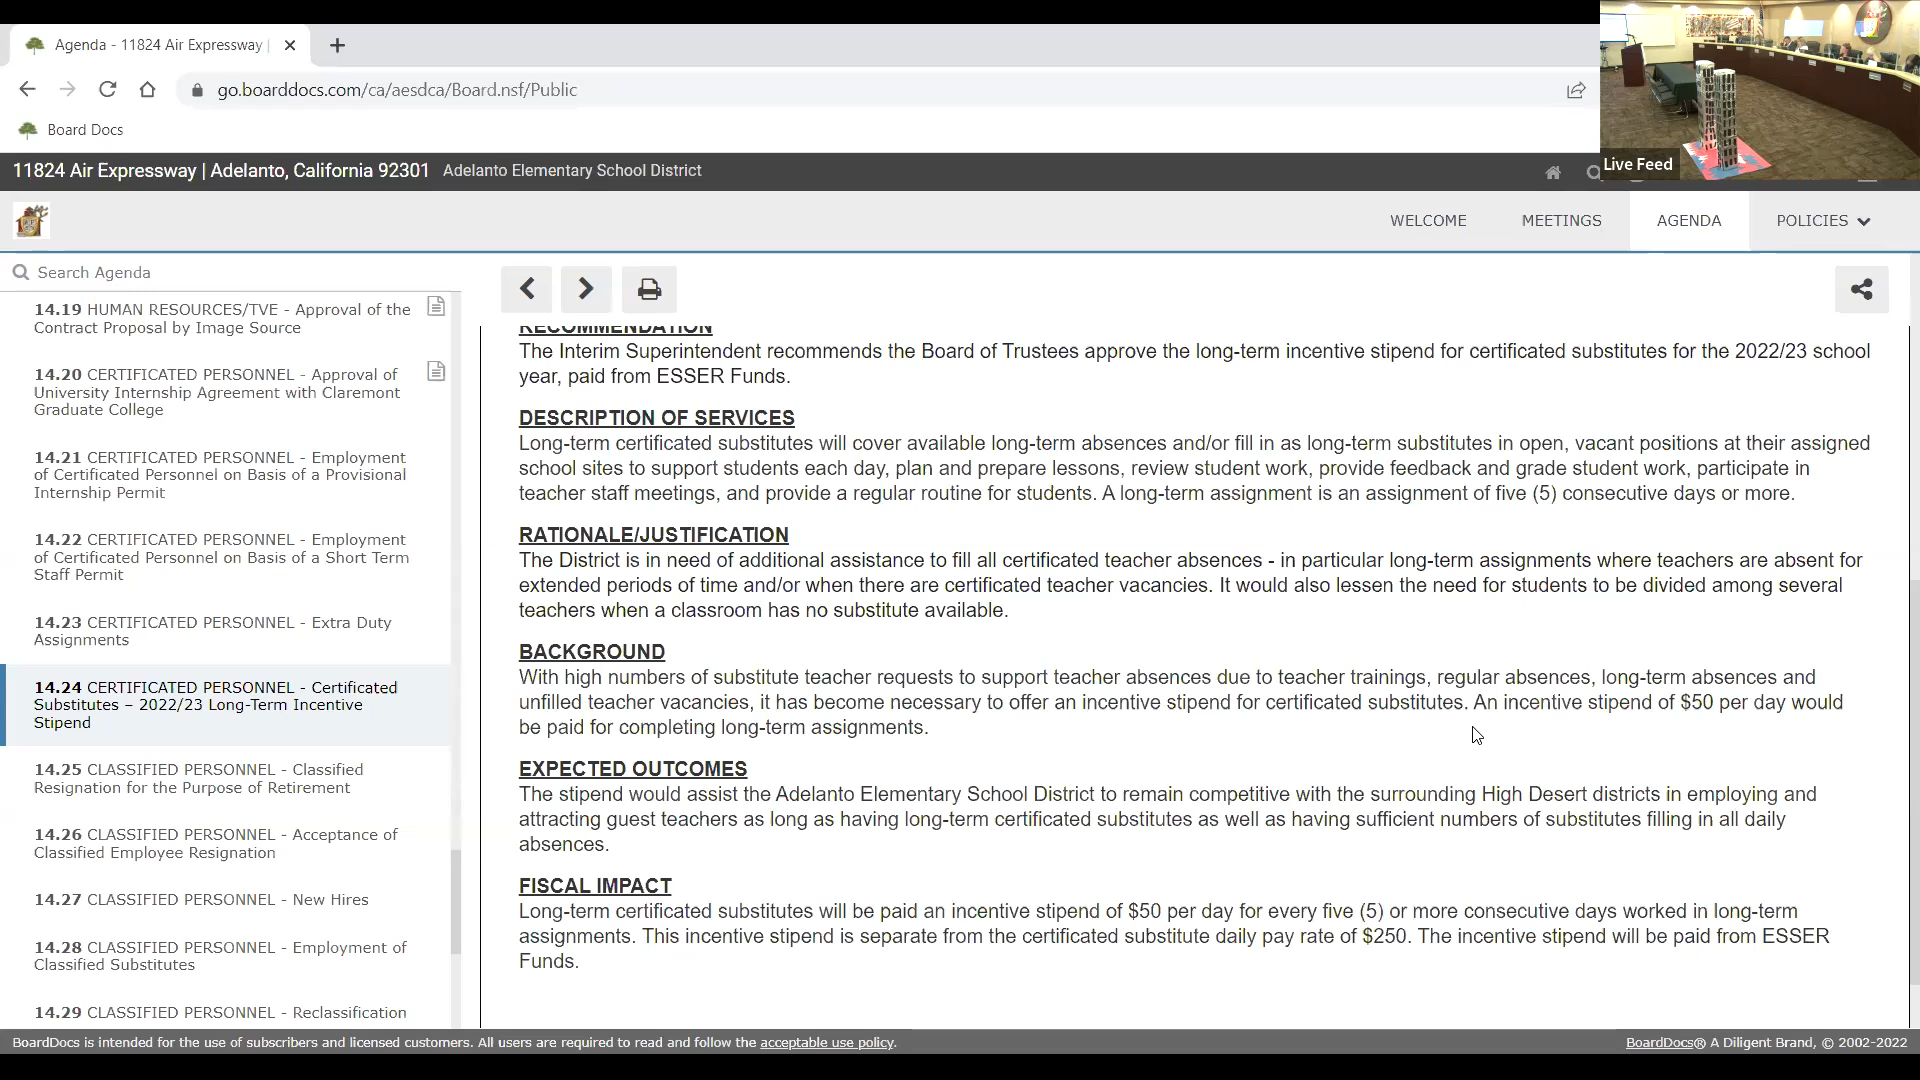 Agenda - 11824 Air Expressway |
go.boarddocs.com/ca/aesdca/Board.nsf/Public
Board Docs
11824 Air Expressway | Adelanto, California 92301 Adelanto Elementary School District
Live Feed
WELCOME MEETINGS AGENDA POLICIES
Search Agenda
14.19 HUMAN RESOURCES/TVE - Approval of the
Contract Proposal by Image Source
14.20 CERTIFICATED PERSONNEL - Approval of
University Internship Agreement with Claremont
Graduate College
14.21 CERTIFICATED PERSONNEL - Employment
of Certificated Personnel on Basis of a Provisional
Internship Permit
14.22 CERTIFICATED PERSONNEL - Employment
of Certificated Personnel on Basis of a Short Term
Staff Permit
14.23 CERTIFICATED PERSONNEL - Extra Duty
Assignments
14.24 CERTIFICATED PERSONNEL - Certificated
Substitutes – 2022/23 Long-Term Incentive
Stipend
14.25 CLASSIFIED PERSONNEL - Classified
Resignation for the Purpose of Retirement
14.26 CLASSIFIED PERSONNEL - Acceptance of
Classified Employee Resignation
14.27 CLASSIFIED PERSONNEL - New Hires
14.28 CLASSIFIED PERSONNEL - Employment of
Classified Substitutes
14.29 CLASSIFIED PERSONNEL - Reclassification
RECOMMENDATION
The Interim Superintendent recommends the Board of Trustees approve the long-term incentive stipend for certificated substitutes for the 2022/23 school
year, paid from ESSER Funds.
DESCRIPTION OF SERVICES
Long-term certificated substitutes will cover available long-term absences and/or fill in as long-term substitutes in open, vacant positions at their assigned
school sites to support students each day, plan and prepare lessons, review student work, provide feedback and grade student work, participate in
teacher staff meetings, and provide a regular routine for students. A long-term assignment is an assignment of five (5) consecutive days or more.
RATIONALE/JUSTIFICATION
The District is in need of additional assistance to fill all certificated teacher absences - in particular long-term assignments where teachers are absent for
extended periods of time and/or when there are certificated teacher vacancies. It would also lessen the need for students to be divided among several
teachers when a classroom has no substitute available.
BACKGROUND
With high numbers of substitute teacher requests to support teacher absences due to teacher trainings, regular absences, long-term absences and
unfilled teacher vacancies, it has become necessary to offer an incentive stipend for certificated substitutes. An incentive stipend of $50 per day would
be paid for completing long-term assignments.
EXPECTED OUTCOMES
The stipend would assist the Adelanto Elementary School District to remain competitive with the surrounding High Desert districts in employing and
attracting guest teachers as long as having long-term certificated substitutes as well as having sufficient numbers of substitutes filling in all daily
absences.
FISCAL IMPACT
Long-term certificated substitutes will be paid an incentive stipend of $50 per day for every five (5) or more consecutive days worked in long-term
assignments. This incentive stipend is separate from the certificated substitute daily pay rate of $250. The incentive stipend will be paid from ESSER
Funds.
BoardDocs is intended for the use of subscribers and licensed customers. All users are required to read and follow the acceptable use policy.
BoardDocs® A Diligent Brand, © 2002-2022